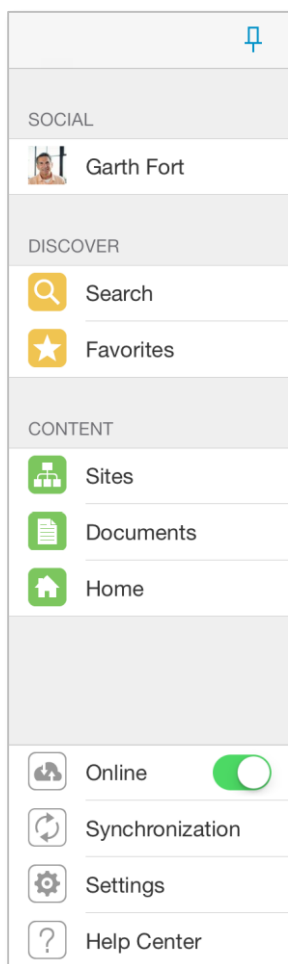 SOCIAL
Garth Fort
DISCOVER
Search
Favorites
CONTENT
Sites
Documents
Home
Online
Synchronization
Settings
?
Help Center